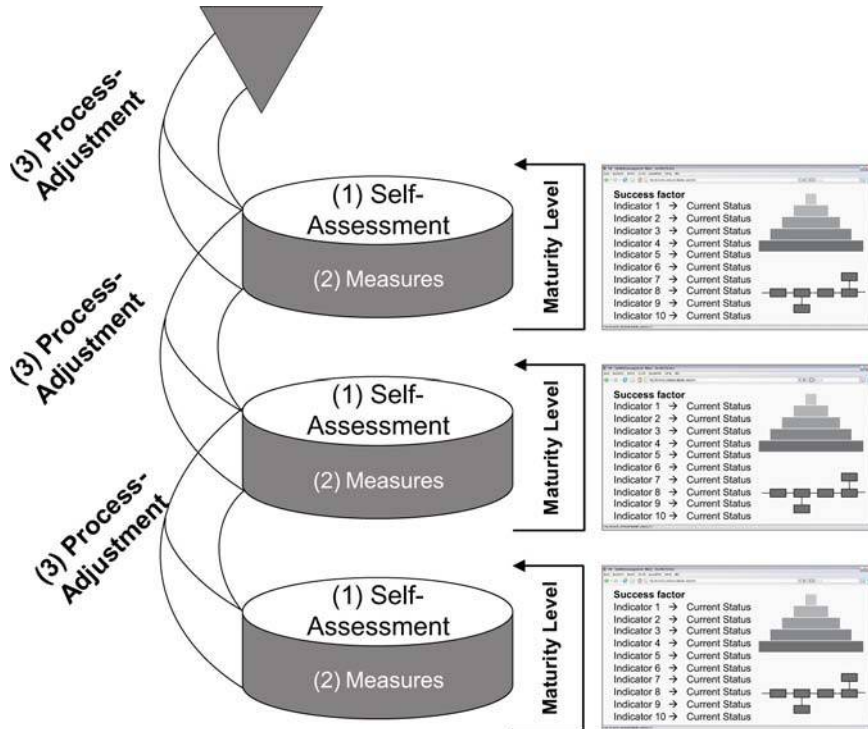 (3) Process-
Adjustment
(1) Self-
Assessment
(2) Measures
Maturity Level
Success factor
Indicator 1 → Current Status
Indicator 2 → Current Status
Indicator 3 → Current Status
Indicator 4 → Current Status
Indicator 5 → Current Status
Indicator 6 → Current Status
Indicator 7 → Current Status
Indicator 8 → Current Status
Indicator 9 → Current Status
Indicator 10 → Current Status
(3) Process-
Adjustment
(1) Self-
Assessment
(2) Measures
Maturity Level
Success factor
Indicator 1 → Current Status
Indicator 2 → Current Status
Indicator 3 → Current Status
Indicator 4 → Current Status
Indicator 5 → Current Status
Indicator 6 → Current Status
Indicator 7 → Current Status
Indicator 8 → Current Status
Indicator 9 → Current Status
Indicator 10 → Current Status
(3) Process-
Adjustment
(1) Self-
Assessment
(2) Measures
Maturity Level
Success factor
Indicator 1 → Current Status
Indicator 2 → Current Status
Indicator 3 → Current Status
Indicator 4 → Current Status
Indicator 5 → Current Status
Indicator 6 → Current Status
Indicator 7 → Current Status
Indicator 8 → Current Status
Indicator 9 → Current Status
Indicator 10 → Current Status